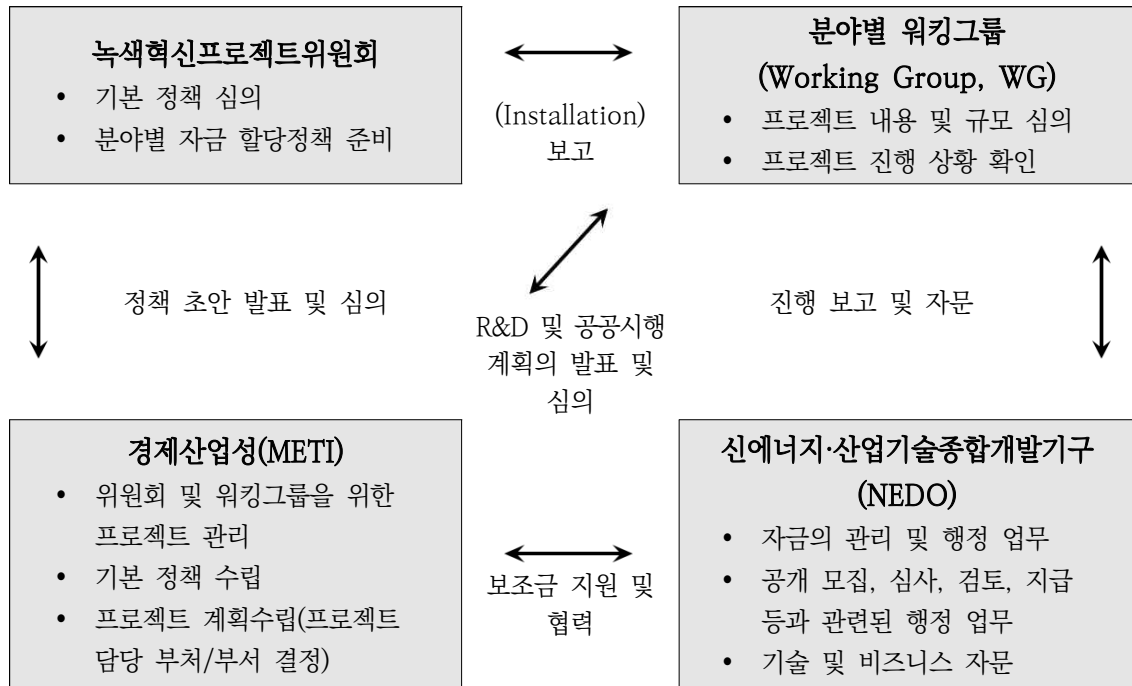 녹색혁신프로젝트위원회
• 기본 정책 심의
• 분야별 자금 할당정책 준비
(Installation)
보고
분야별 워킹그룹
(Working Group, WG)
• 프로젝트 내용 및 규모 심의
• 프로젝트 진행 상황 확인
정책 초안 발표 및 심의
R&D 및 공공시행
계획의 발표 및
심의
진행 보고 및 자문
경제산업성(METI)
• 위원회 및 워킹그룹을 위한
프로젝트 관리
• 기본 정책 수립
• 프로젝트 계획수립(프로젝트
담당 부처/부서 결정)
보조금 지원 및
협력
신에너지·산업기술종합개발기구
(NEDO)
• 자금의 관리 및 행정 업무
• 공개 모집, 심사, 검토, 지급
등과 관련된 행정 업무
• 기술 및 비즈니스 자문